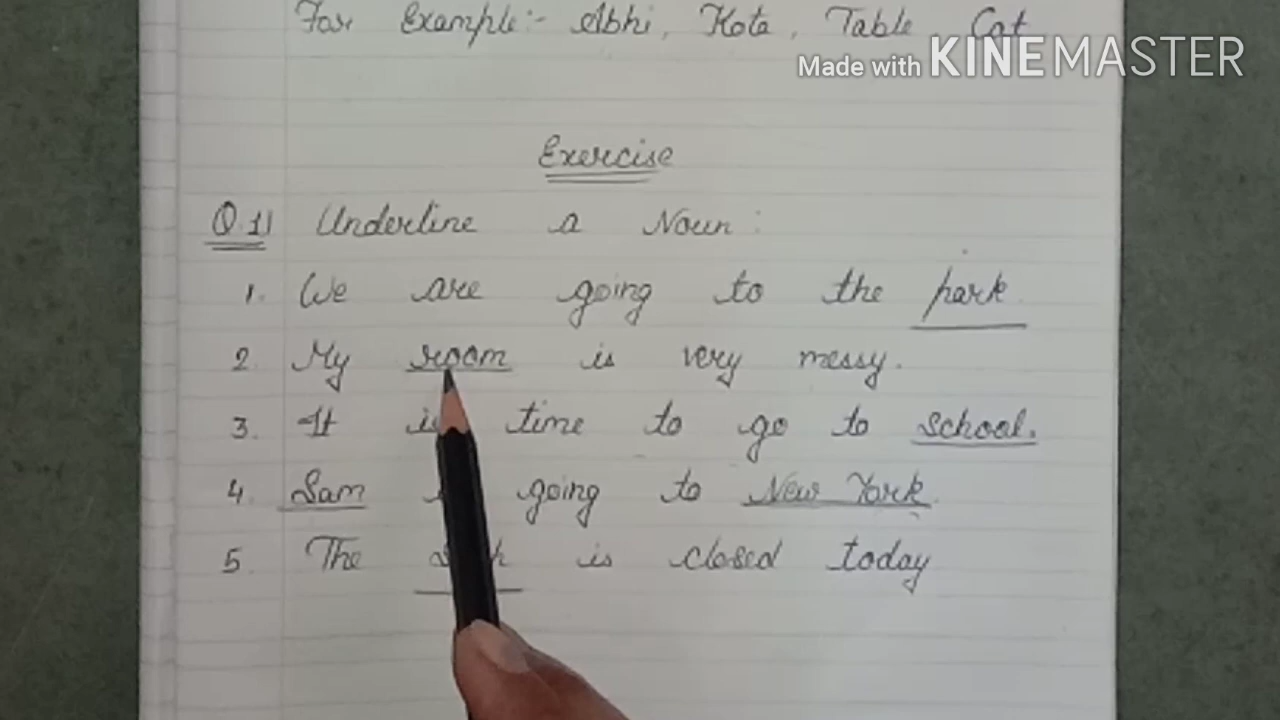 For Example:- Abhi, Kota, Table Cat
Made with KINEMASTER
Exercise
Q.1) Underline a Noun:
1. We are going to the park
2. My room is very messy.
3. It is time to go to school.
4. Sam going to New York.
5. The is closed today